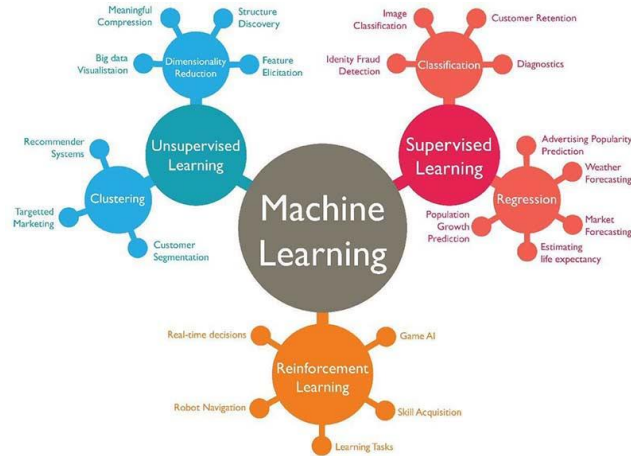 Meaningful
Compression
Structure
Discovery
Big data
Visualistaion
Dimensionality
Reduction
Feature
Elicitation
Unsupervised
Learning
Recommender
Systems
Clustering
Targetted
Marketing
Customer
Segmentation
Machine
Learning
Image
Classification
Customer Retention
Idenity Fraud
Detection
Classification
Diagnostics
Supervised
Learning
Advertising Popularity
Prediction
Weather
Forecasting
Regression
Population
Growth
Prediction
Market
Forecasting
Estimating
life expectancy
Real-time decisions
Game AI
Reinforcement
Learning
Robot Navigation
Skill Acquisition
Learning Tasks